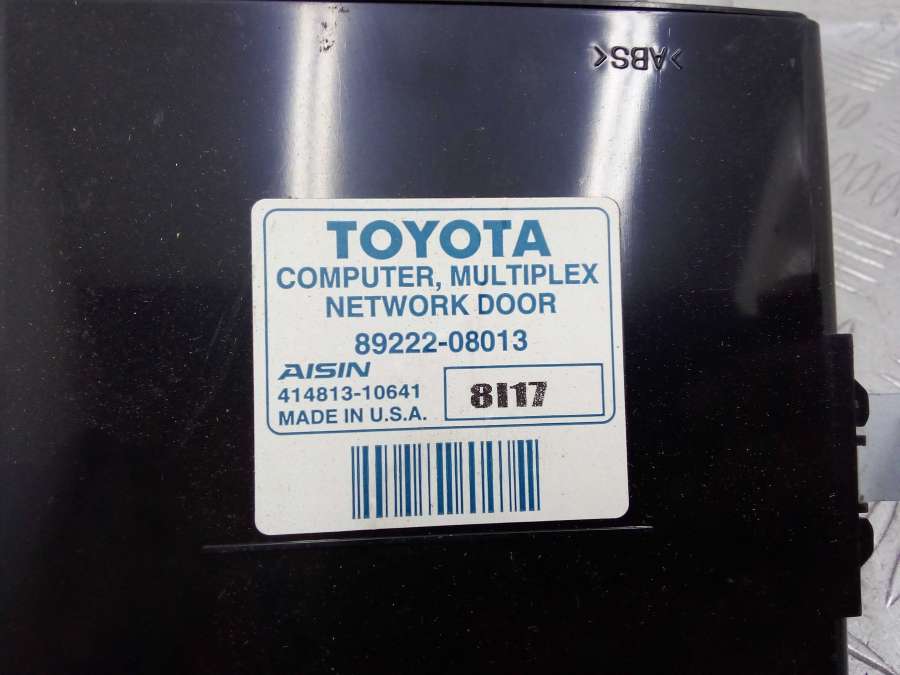 >ABS<
TOYOTA
COMPUTER, MULTIPLEX
NETWORK DOOR
89222-08013
AISIN
414813-10641
8I17
MADE IN U.S.A.